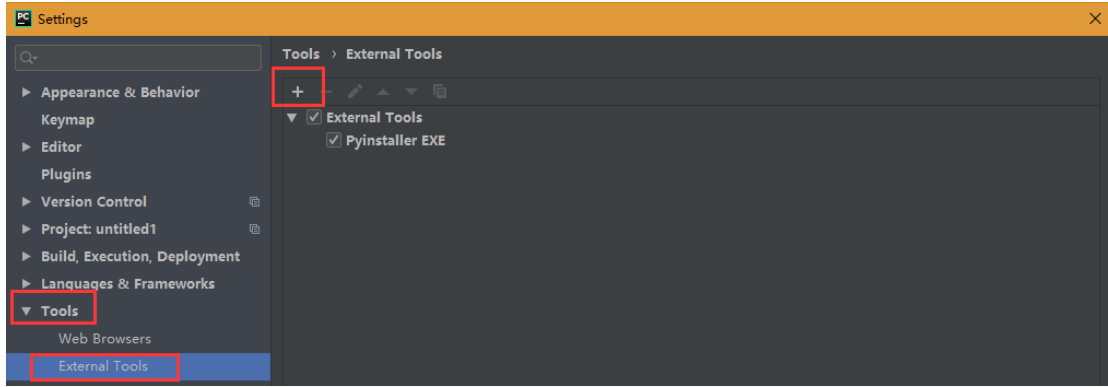 PC Settings
Tools › External Tools
Appearance & Behavior
Keymap
Editor
Plugins
Version Control
Project: untitled1
Build, Execution, Deployment
Languages & Frameworks
Tools
Web Browsers
External Tools
External Tools
Pyinstaller EXE